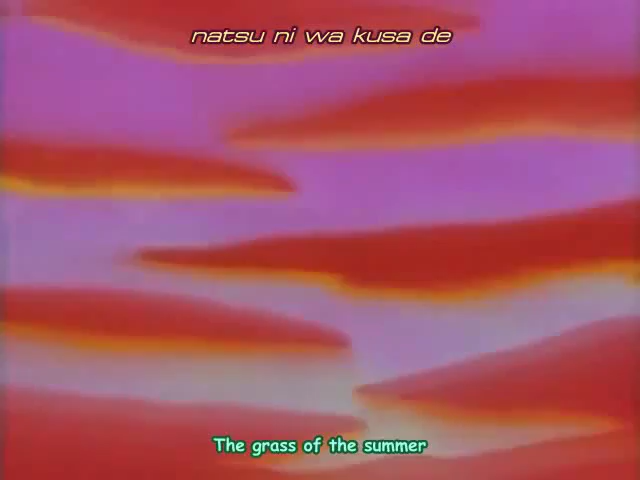 natsu ni wa kusa de
The grass of the summer